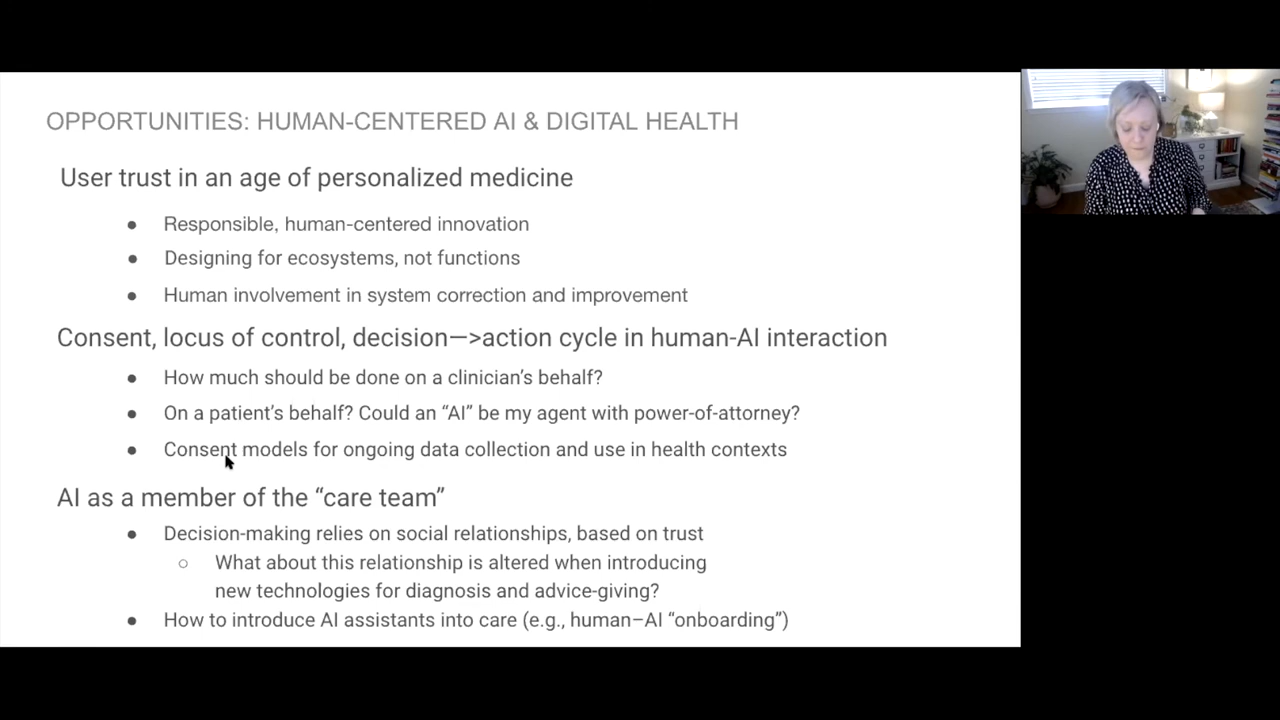 OPPORTUNITIES: HUMAN-CENTERED AI & DIGITAL HEALTH
User trust in an age of personalized medicine
● Responsible, human-centered innovation
● Designing for ecosystems, not functions
● Human involvement in system correction and improvement
Consent, locus of control, decision—>action cycle in human-AI interaction
● How much should be done on a clinician’s behalf?
● On a patient’s behalf? Could an “AI” be my agent with power-of-attorney?
● Consent models for ongoing data collection and use in health contexts
AI as a member of the “care team”
● Decision-making relies on social relationships, based on trust
○ What about this relationship is altered when introducing
new technologies for diagnosis and advice-giving?
● How to introduce AI assistants into care (e.g., human–AI “onboarding”)